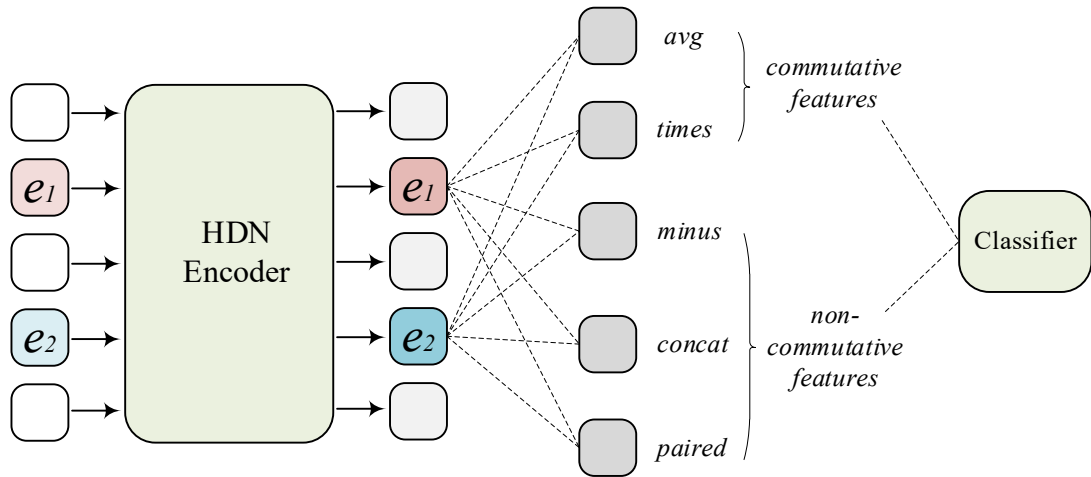 e1
e2
HDN
Encoder
e1
e2
avg
times
minus
concat
paired
commutative
features
non-
commutative
features
Classifier